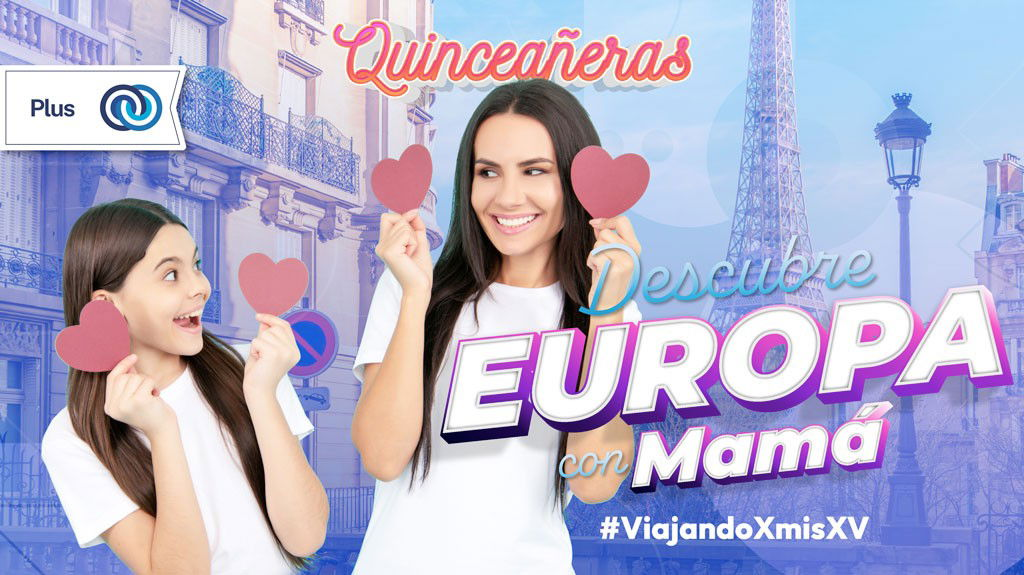 Quinceañeras
Plus
Descubre
EUROPA
con Mamá
#ViajandoXmisXV